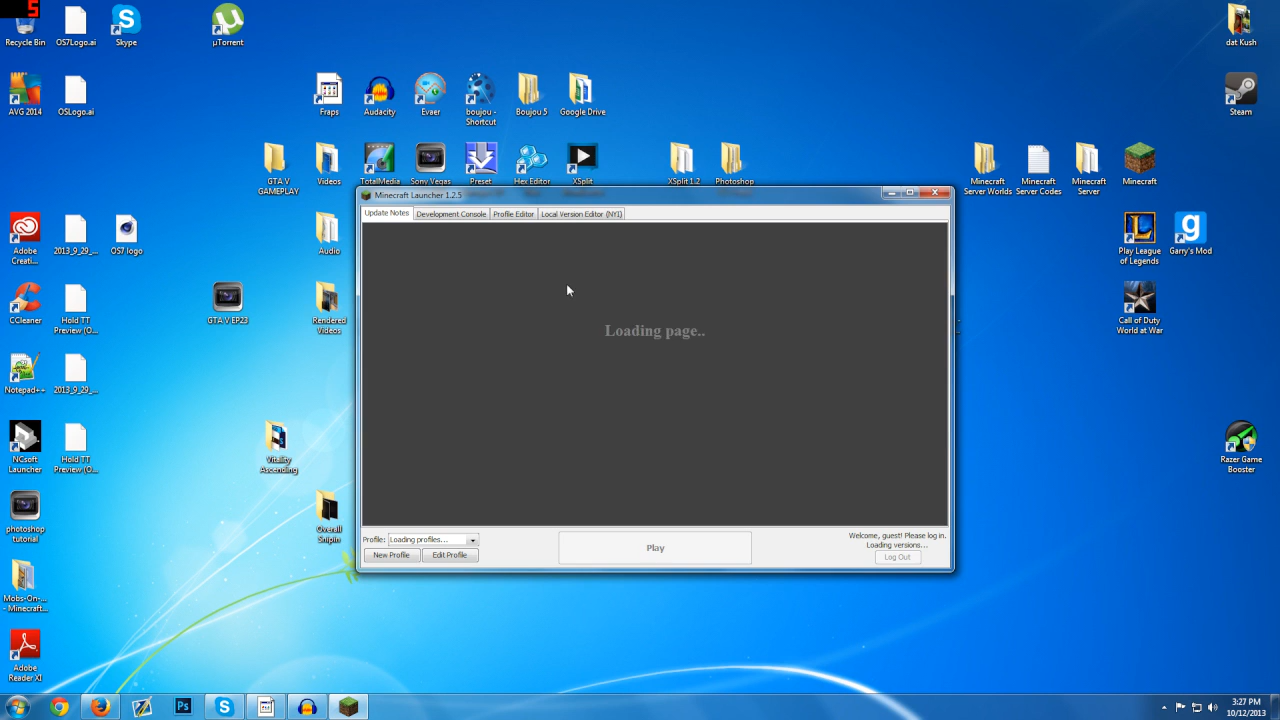 5
Recycle Bin
OS7Logo.ai
Skype
µTorrent
dat Kush
AVG 2014
OSLogo.ai
Fraps
Audacity
Evaer
boujou -
Shortcut
Boujou 5
Google Drive
Steam
GTA V
GAMEPLAY
Videos
TotalMedia
Sony Vegas
Preset
Hex Editor
XSplit
XSplit 1.2
Photoshop
Minecraft
Server Worlds
Minecraft
Server Codes
Minecraft
Server
Minecraft
Minecraft Launcher 1.2.5
Update Notes
Development Console
Profile Editor
Local Version Editor (NYI)
Adobe
Creati...
2013_9_29_...
OS7 logo
Audio
Play League
of Legends
Garry's Mod
CCleaner
Hold TT
Preview (O...
GTA V EP23
Rendered
Videos
Call of Duty
World at War
Loading page..
Notepad++
2013_9_29_...
NCsoft
Launcher
Hold TT
Preview (O...
Vitality
Ascending
Razer Game
Booster
photoshop
tutorial
Overall
Snipin
Profile:
Loading profiles...
New Profile
Edit Profile
Play
Welcome, guest! Please log in.
Loading versions...
Log Out
Mobs-On-...
- Minecraft...
Adobe
Reader XI
Ps
3:27 PM
10/12/2013